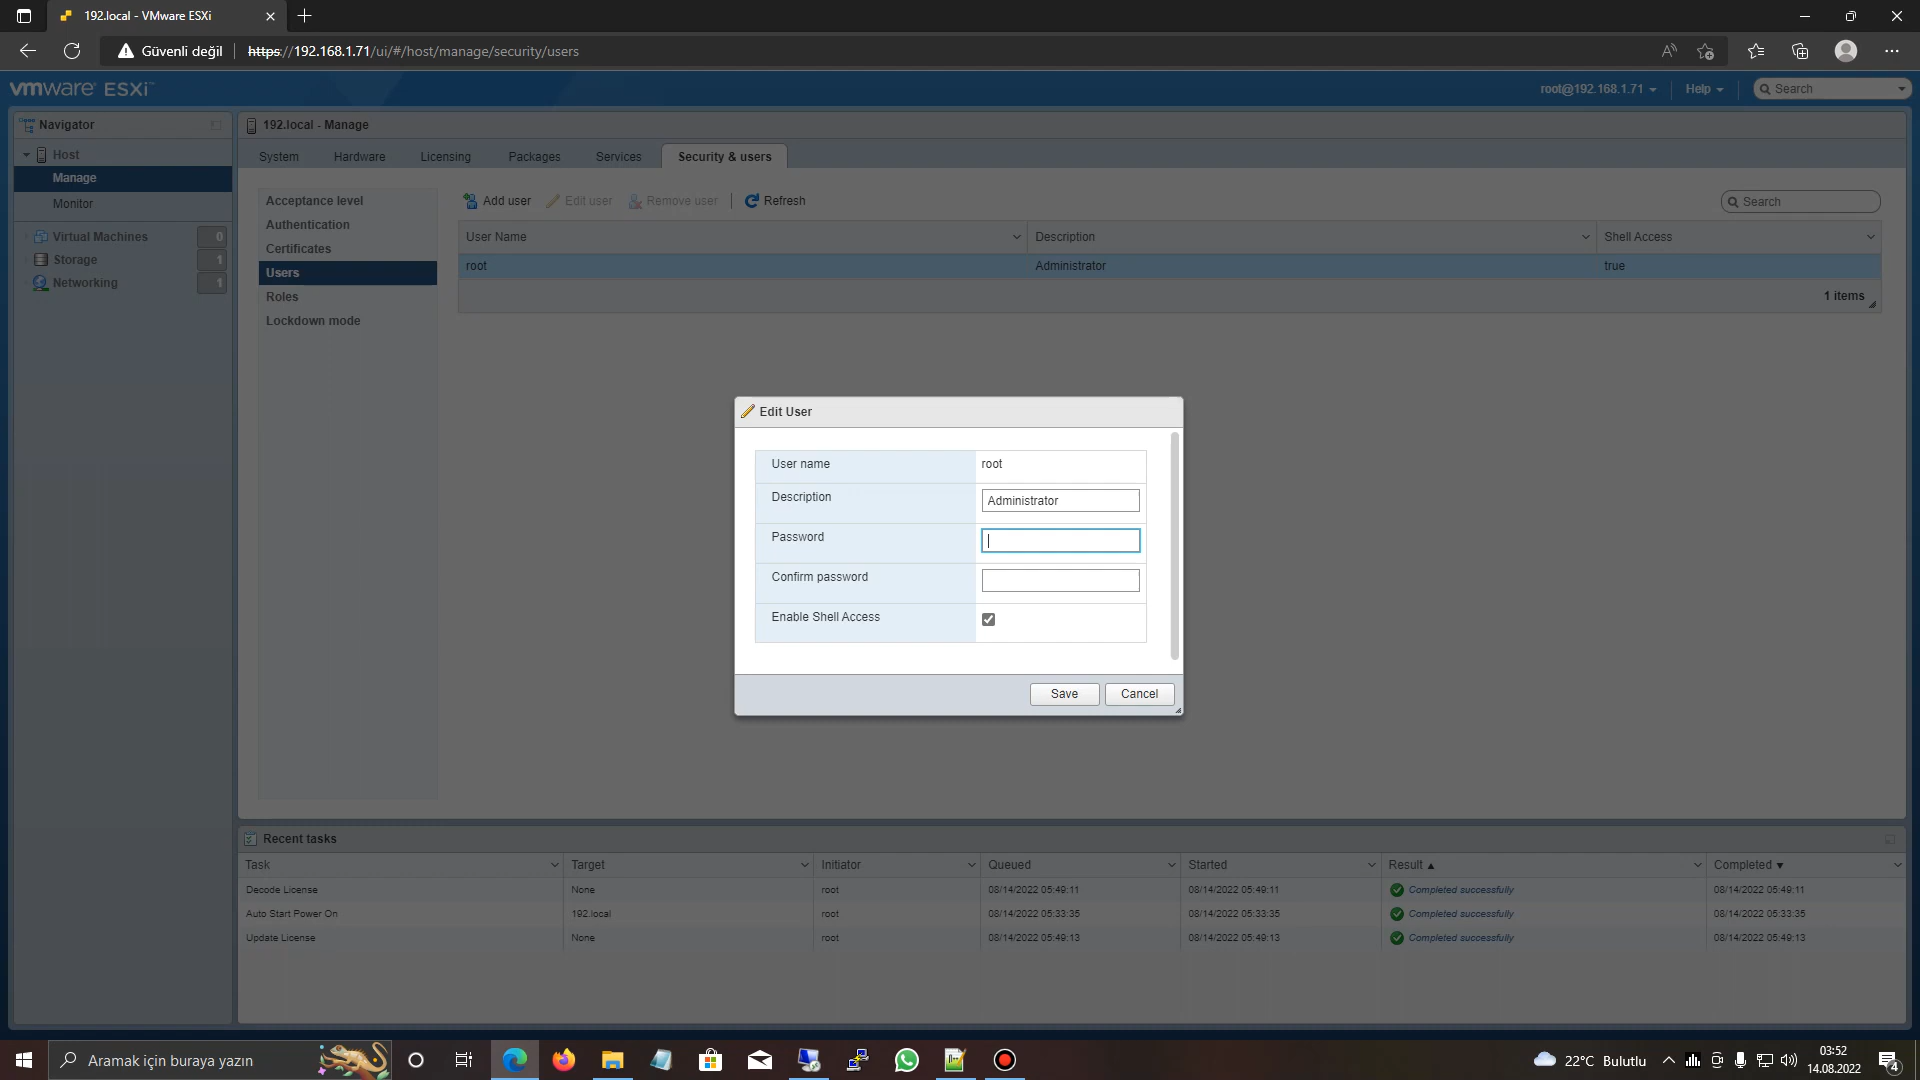 192.local - VMware ESXi
Güvenli değil
https://192.168.1.71/ui/#/host/manage/security/users
vmware ESXi™
root@192.168.1.71
Help
Search
Navigator
Host
Manage
Monitor
Virtual Machines 0
Storage 1
Networking 1
192.local - Manage
System Hardware Licensing Packages Services Security & users
Acceptance level
Authentication
Certificates
Users
Roles
Lockdown mode
Add user Edit user Remove user Refresh
Search
User Name Description Shell Access
root Administrator true
1 items
Edit User
User name root
Description Administrator
Password
Confirm password
Enable Shell Access
Save Cancel
Recent tasks
Task Target Initiator Queued Started Result Completed
Decode License None root 08/14/2022 05:49:11 08/14/2022 05:49:11 Completed successfully 08/14/2022 05:49:11
Auto Start Power On 192.local root 08/14/2022 05:33:35 08/14/2022 05:33:35 Completed successfully 08/14/2022 05:33:35
Update License None root 08/14/2022 05:49:13 08/14/2022 05:49:13 Completed successfully 08/14/2022 05:49:13
Aramak için buraya yazın
22°C Bulutlu
03:52
14.08.2022
4